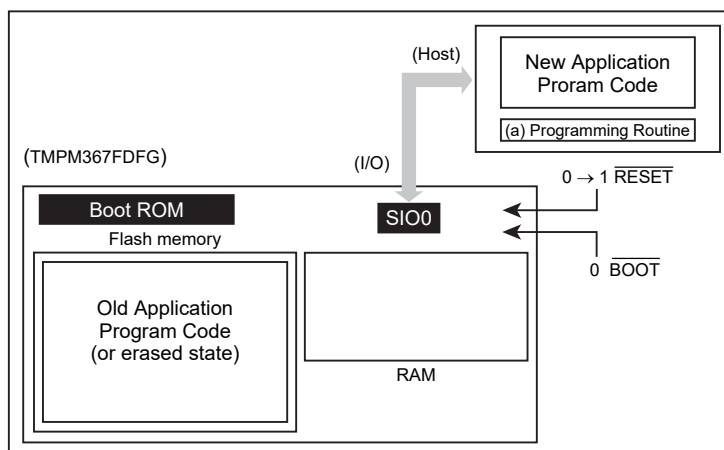 (Host)
New Application
Proram Code
(a) Programming Routine
(TMPM367FDFG)
(I/O)
0 → 1 RESET
Boot ROM
SIO0
Flash memory
0 BOOT
Old Application
Program Code
(or erased state)
RAM